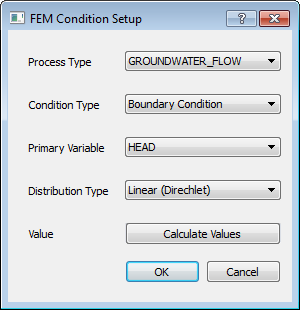 FEM Condition Setup
Process Type GROUNDWATER_FLOW
Condition Type Boundary Condition
Primary Variable HEAD
Distribution Type Linear (Direchlet)
Value Calculate Values
OK Cancel